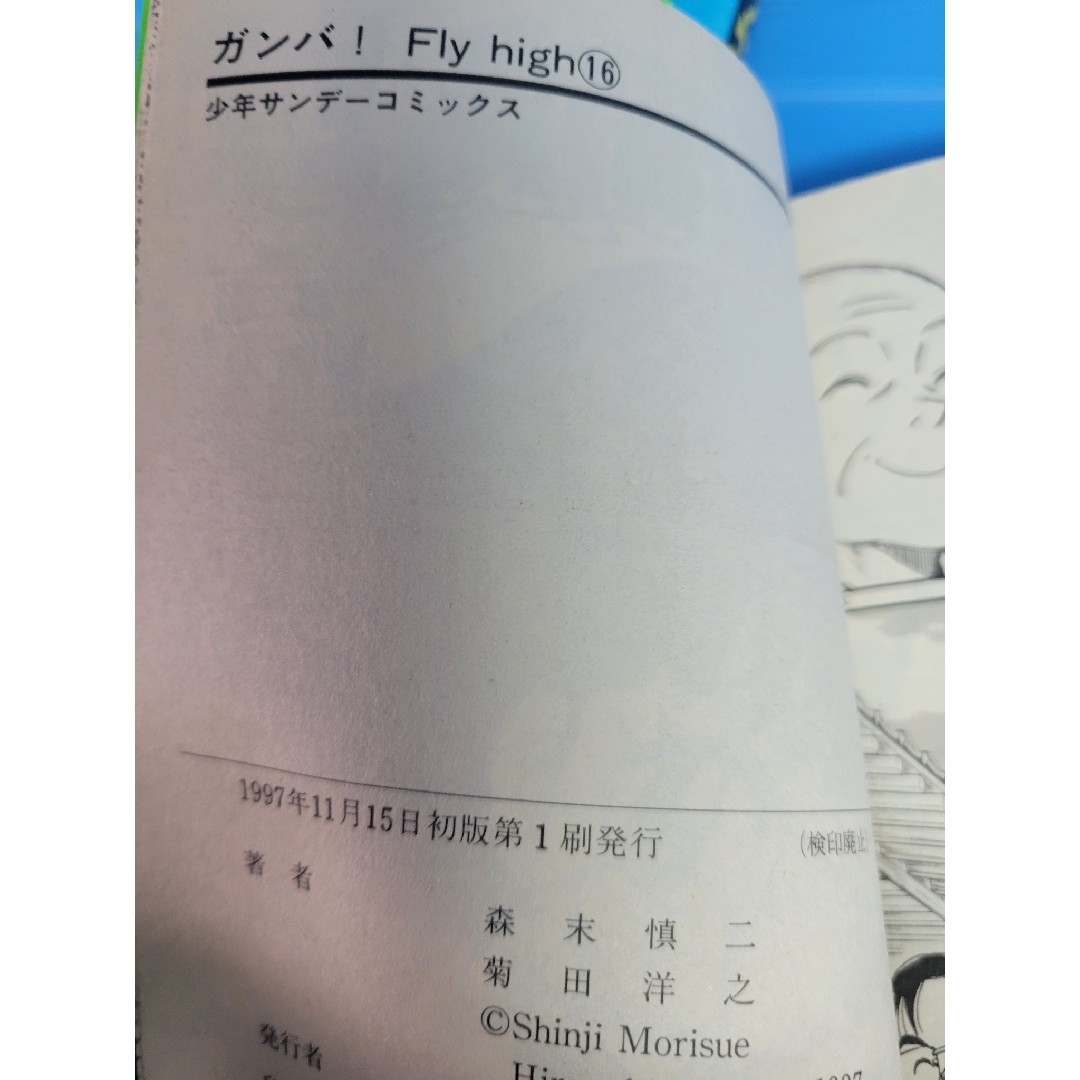 ガンバ! Fly high⑯
少年サンデーコミックス
1997年11月15日初版第1刷発行 (検印廃止
著者
森末慎二
菊田洋之
©Shinji Morisue
発行者